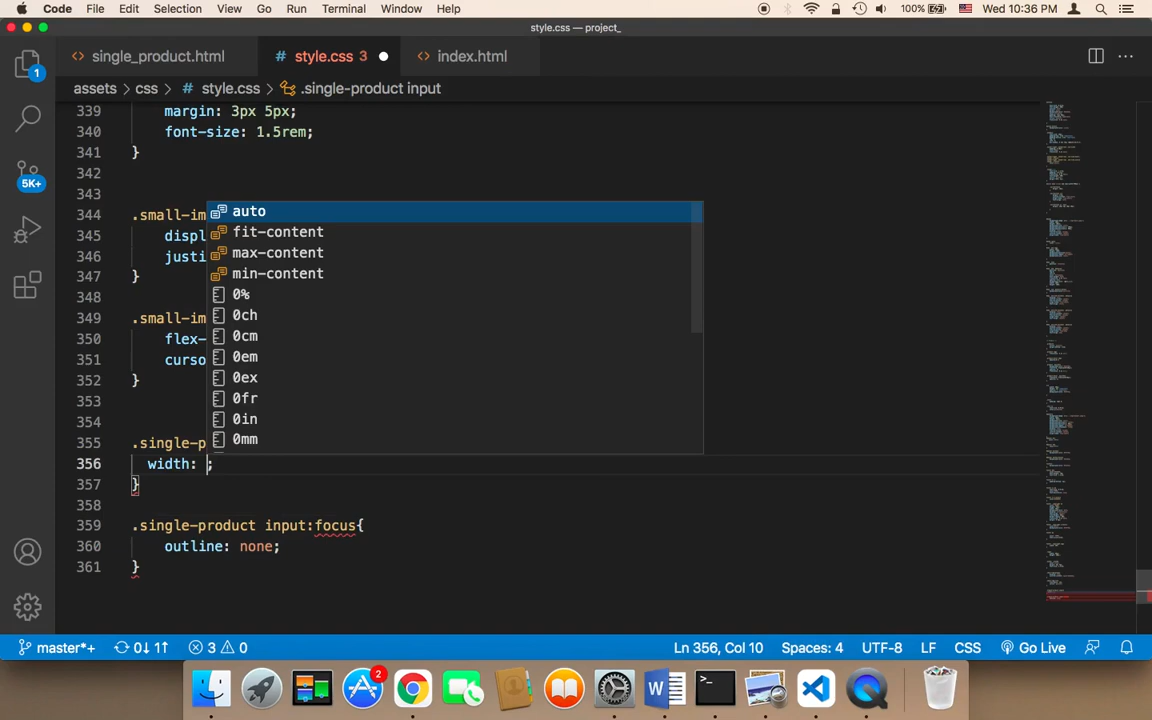 Code File Edit Selection View Go Run Terminal Window Help 100% Wed 10:36 PM
style.css — project_
single_product.html style.css 3 index.html
assets > css > style.css > .single-product input
339 margin: 3px 5px;
340 font-size: 1.5rem;
341 }
342
343
344 .small-im auto
345 displ fit-content
346 justi max-content
347 } min-content
348 0%
349 .small-im 0ch
350 flex- 0cm
351 curso 0em
352 } 0ex
353 0fr
354 0in
355 .single-p 0mm
356 width: ;
357 }
358
359 .single-product input:focus{
360 outline: none;
361 }
1
5K+
master*+ 0↓ 1↑ 3 0 Ln 356, Col 10 Spaces: 4 UTF-8 LF CSS Go Live
2